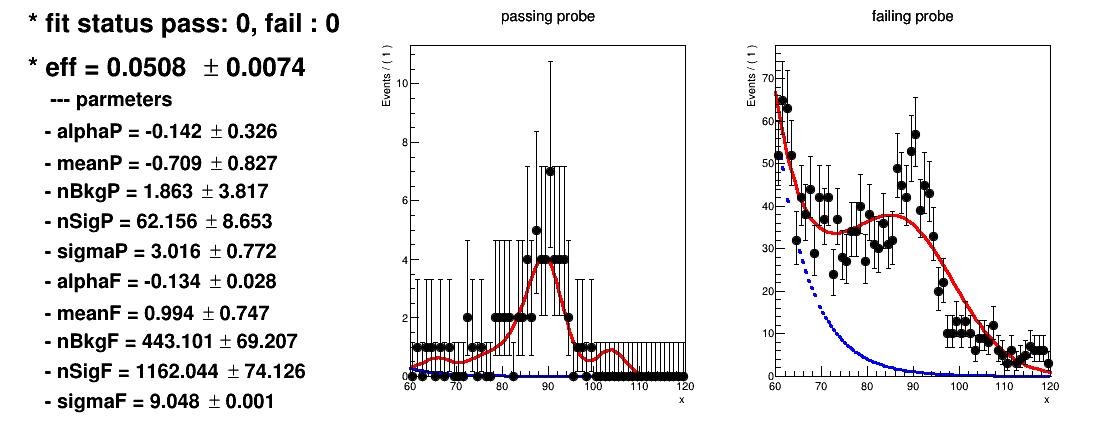 * fit status pass: 0, fail : 0
* eff = 0.0508 ± 0.0074
--- parmeters
- alphaP = -0.142 ± 0.326
- meanP = -0.709 ± 0.827
- nBkgP = 1.863 ± 3.817
- nSigP = 62.156 ± 8.653
- sigmaP = 3.016 ± 0.772
- alphaF = -0.134 ± 0.028
- meanF = 0.994 ± 0.747
- nBkgF = 443.101 ± 69.207
- nSigF = 1162.044 ± 74.126
- sigmaF = 9.048 ± 0.001
passing probe
Events / ( 1 )
10
8
6
4
2
0
60 70 80 90 100 110 120
x
failing probe
Events / ( 1 )
70
60
50
40
30
20
10
0
60 70 80 90 100 110 120
x